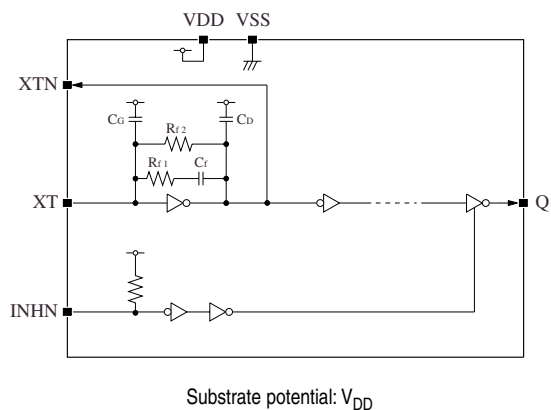 VDD VSS
XTN
CG CD
Rf2
Rf1 Cf
XT Q
INHN
Substrate potential: VDD